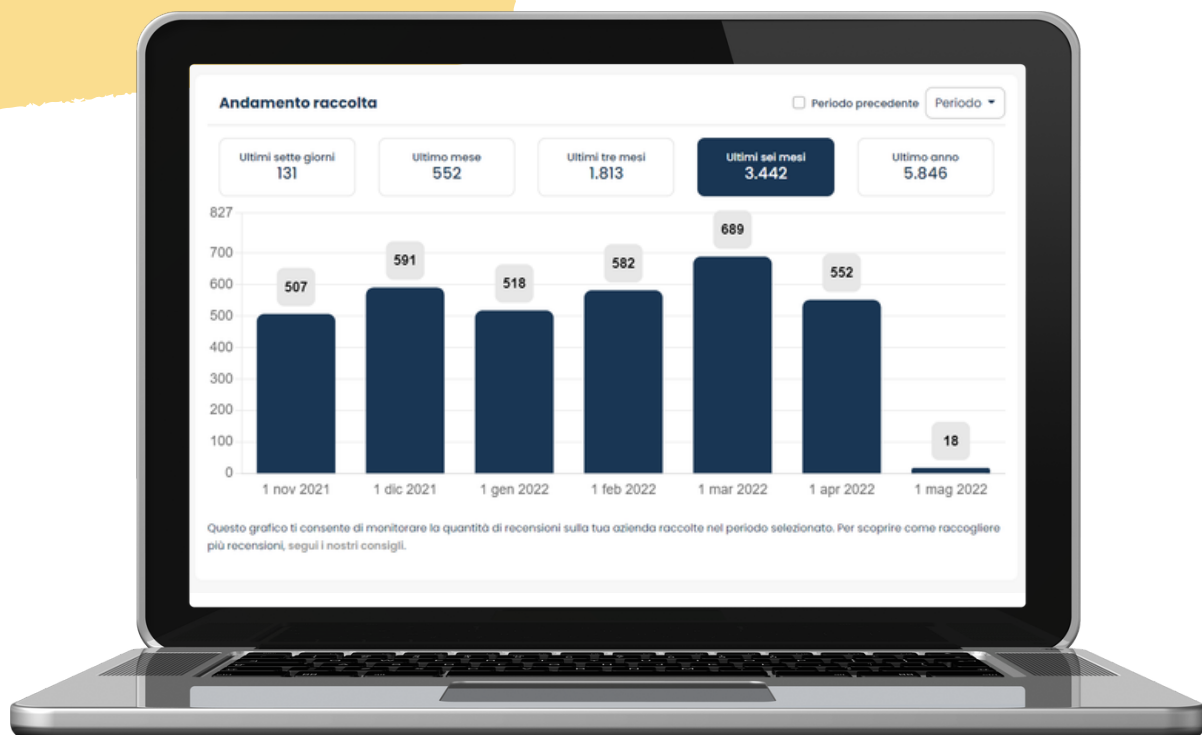 Andamento raccolta
Periodo precedente
Periodo
Ultimi sette giorni
131
Ultimo mese
552
Ultimi tre mesi
1.813
Ultimi sei mesi
3.442
Ultimo anno
5.846
827
700
600
500
400
300
200
100
0
507
591
518
582
689
552
18
1 nov 2021
1 dic 2021
1 gen 2022
1 feb 2022
1 mar 2022
1 apr 2022
1 mag 2022
Questo grafico ti consente di monitorare la quantità di recensioni sulla tua azienda raccolte nel periodo selezionato. Per scoprire come raccogliere
più recensioni, segui i nostri consigli.